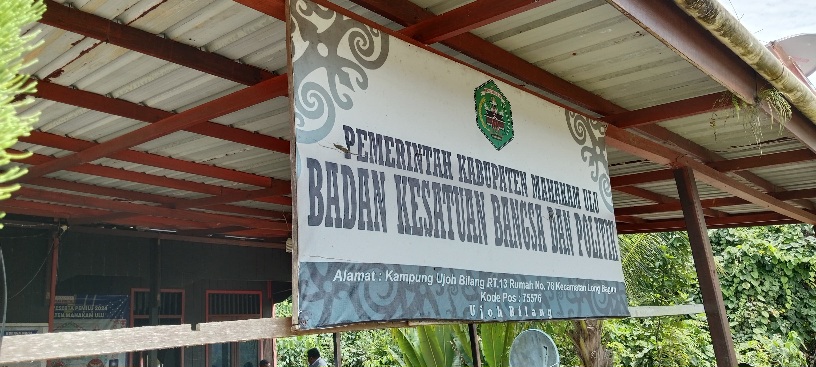 PEMERINTAH KABUPATEN MAHAKAM ULU
BADAN KESATUAN BANGSA DAN POLITIK
Alamat : Kampung Ujoh Bilang RT.13 Rumah No. 78 Kecamatan Long Bagun
Kode Pos : 75576
Ujoh Bilang